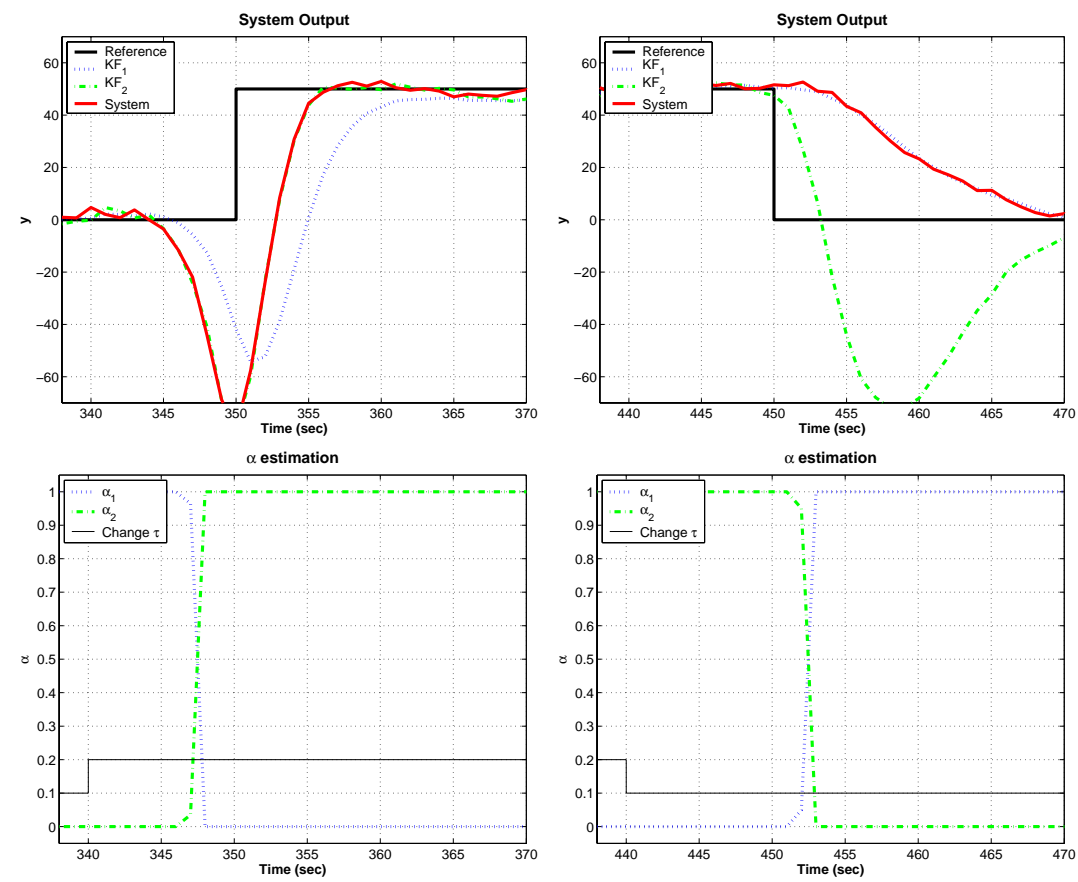 System Output
70
60
40
20
0
−20
−40
−60
y
340
345
350
355
360
365
370
Time (sec)
Reference
KF1
KF2
System
System Output
60
40
20
0
−20
−40
−60
y
440
445
450
455
460
465
470
Time (sec)
Reference
KF1
KF2
System
α estimation
1
0.9
0.8
0.7
0.6
0.5
0.4
0.3
0.2
0.1
0
α
340
345
350
355
360
365
370
Time (sec)
α1
α2
Change τ
α estimation
1
0.9
0.8
0.7
0.6
0.5
0.4
0.3
0.2
0.1
0
α
440
445
450
455
460
465
470
Time (sec)
α1
α2
Change τ